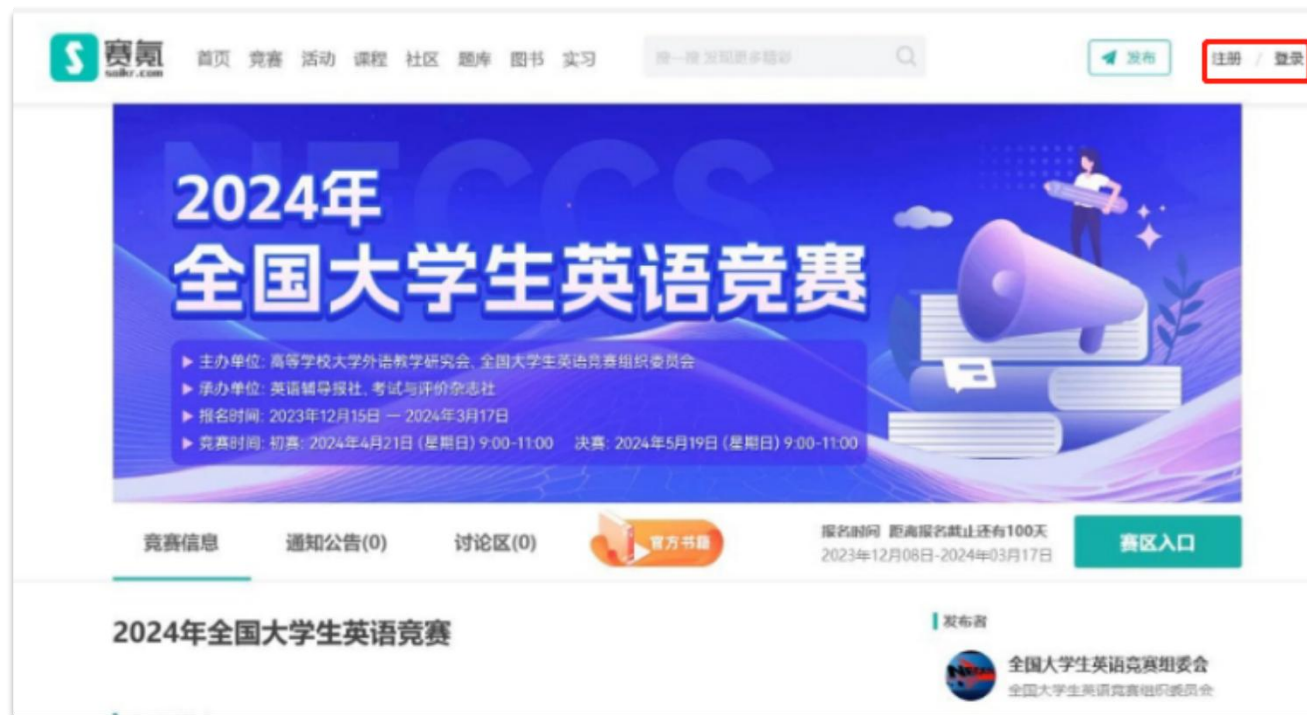 赛氪
saikr.com
首页 竞赛 活动 课程 社区 题库 图书 实习
搜一搜 发现更多精彩
发布
注册 / 登录
NECCS
2024年
全国大学生英语竞赛
▶ 主办单位: 高等学校大学外语教学研究会、全国大学生英语竞赛组织委员会
▶ 承办单位: 英语辅导报社、考试与评价杂志社
▶ 报名时间: 2023年12月15日 — 2024年3月17日
▶ 竞赛时间: 初赛: 2024年4月21日 (星期日) 9:00-11:00 决赛: 2024年5月19日 (星期日) 9:00-11:00
竞赛信息 通知公告(0) 讨论区(0) 官方书籍
报名时间 距离报名截止还有100天
2023年12月08日-2024年03月17日
赛区入口
2024年全国大学生英语竞赛
发布者
全国大学生英语竞赛组委会
全国大学生英语竞赛组织委员会